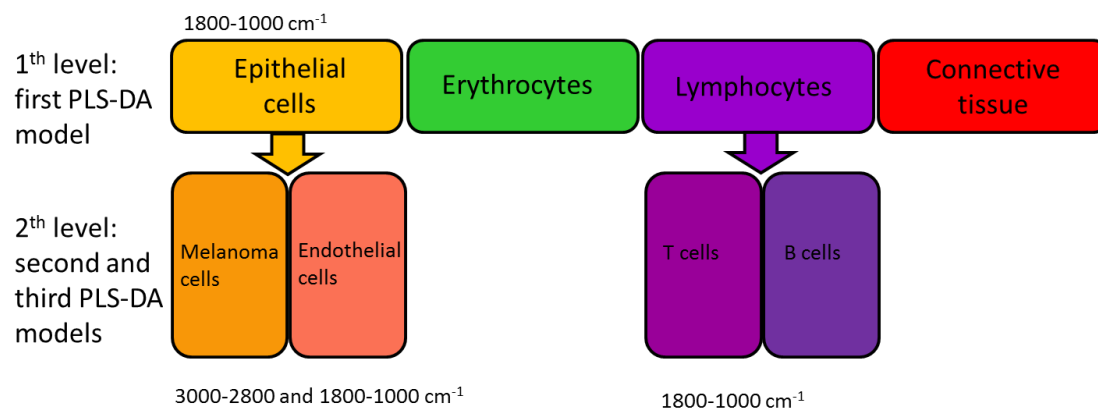 1800-1000 cm⁻¹
1ᵗʰ level:
first PLS-DA
model
Epithelial
cells
Erythrocytes
Lymphocytes
Connective
tissue
2ᵗʰ level:
second and
third PLS-DA
models
Melanoma
cells
Endothelial
cells
T cells
B cells
3000-2800 and 1800-1000 cm⁻¹
1800-1000 cm⁻¹